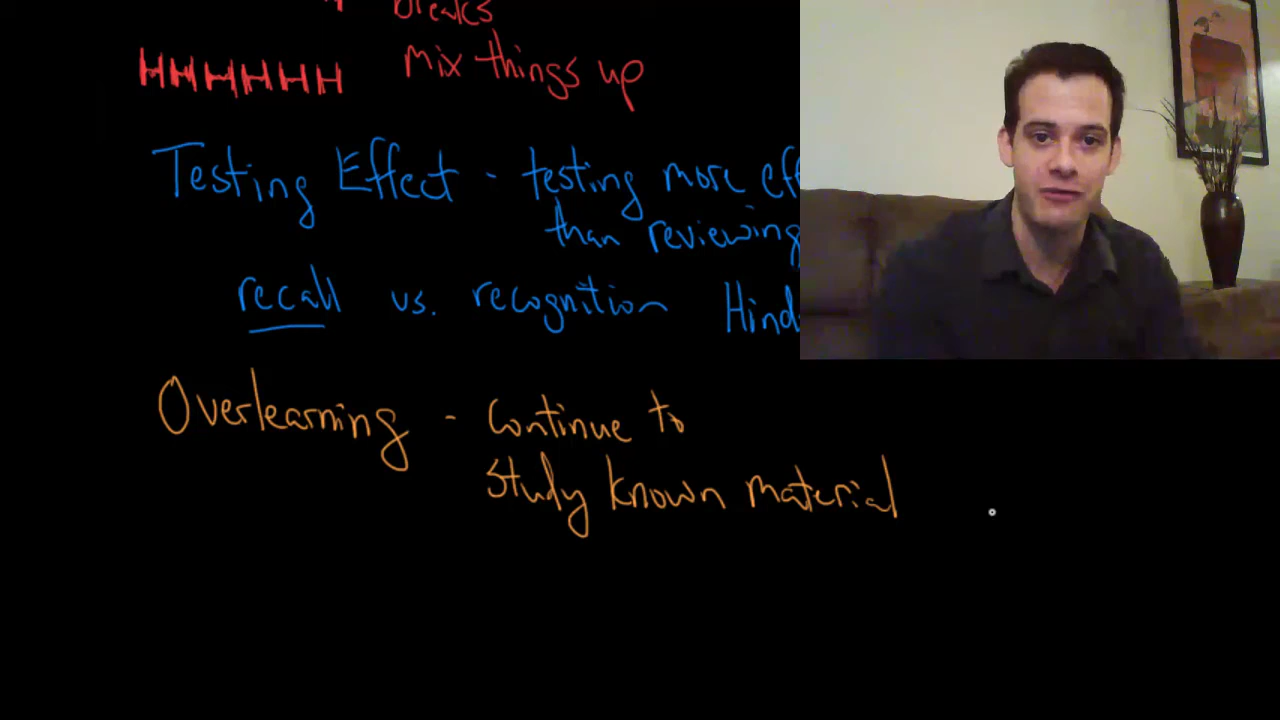 breaks
HHHHHHH
Mix things up
Testing Effect - testing more eff
than reviewing
recall vs. recognition Hind
Overlearning - Continue to
Study known material